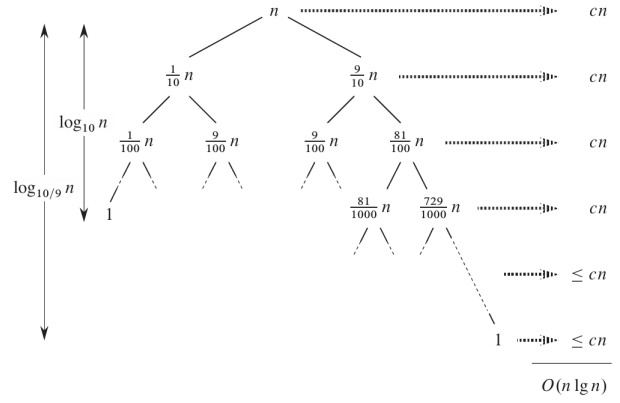 n cn
1/10 n 9/10 n cn
log₁₀ n
1/100 n 9/100 n 9/100 n 81/100 n cn
log₁₀/₉ n
1 81/1000 n 729/1000 n cn
≤ cn
1 ≤ cn
O(n lg n)